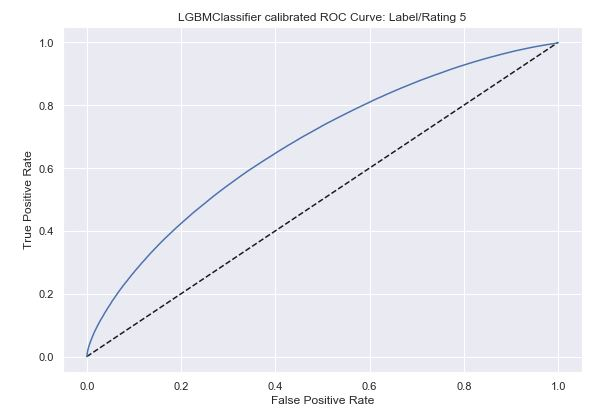 LGBMClassifier calibrated ROC Curve: Label/Rating 5
True Positive Rate
1.0
0.8
0.6
0.4
0.2
0.0
0.0 0.2 0.4 0.6 0.8 1.0
False Positive Rate